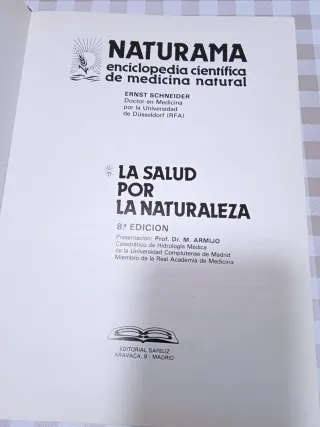 NATURAMA
enciclopedia científica
de medicina natural
ERNST SCHNEIDER
Doctor en Medicina
por la Universidad
de Düsseldorf (RFA)
LA SALUD
POR
LA NATURALEZA
8.ª EDICION
Presentación: Prof. Dr. M. ARMIJO
Catedrático de Hidrología Médica
de la Universidad Complutense de Madrid
Miembro de la Real Academia de Medicina
EDITORIAL SAFELIZ
ARAVACA, 8 - MADRID